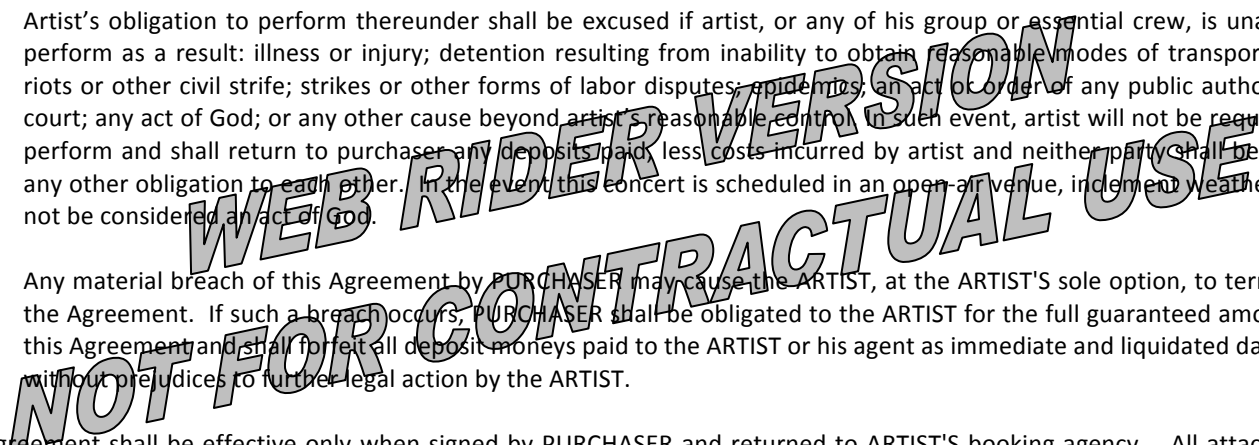 Artist’s obligation to perform thereunder shall be excused if artist, or any of his group or essential crew, is una
perform as a result: illness or injury; detention resulting from inability to obtain reasonable modes of transpor
riots or other civil strife; strikes or other forms of labor disputes; epidemics; an act or order of any public autho
court; any act of God; or any other cause beyond artist’s reasonable control. In such event, artist will not be requ
perform and shall return to purchaser any deposits paid, less costs incurred by artist and neither party shall be
any other obligation to each other. In the event this concert is scheduled in an open-air venue, inclement weathe
not be considered an act of God.
Any material breach of this Agreement by PURCHASER may cause the ARTIST, at the ARTIST'S sole option, to term
the Agreement. If such a breach occurs, PURCHASER shall be obligated to the ARTIST for the full guaranteed amo
this Agreement and shall forfeit all deposit moneys paid to the ARTIST or his agent as immediate and liquidated da
without prejudices to further legal action by the ARTIST.
greement shall be effective only when signed by PURCHASER and returned to ARTIST'S booking agency. All attac
WEB RIDER VERSION
NOT FOR CONTRACTUAL USE